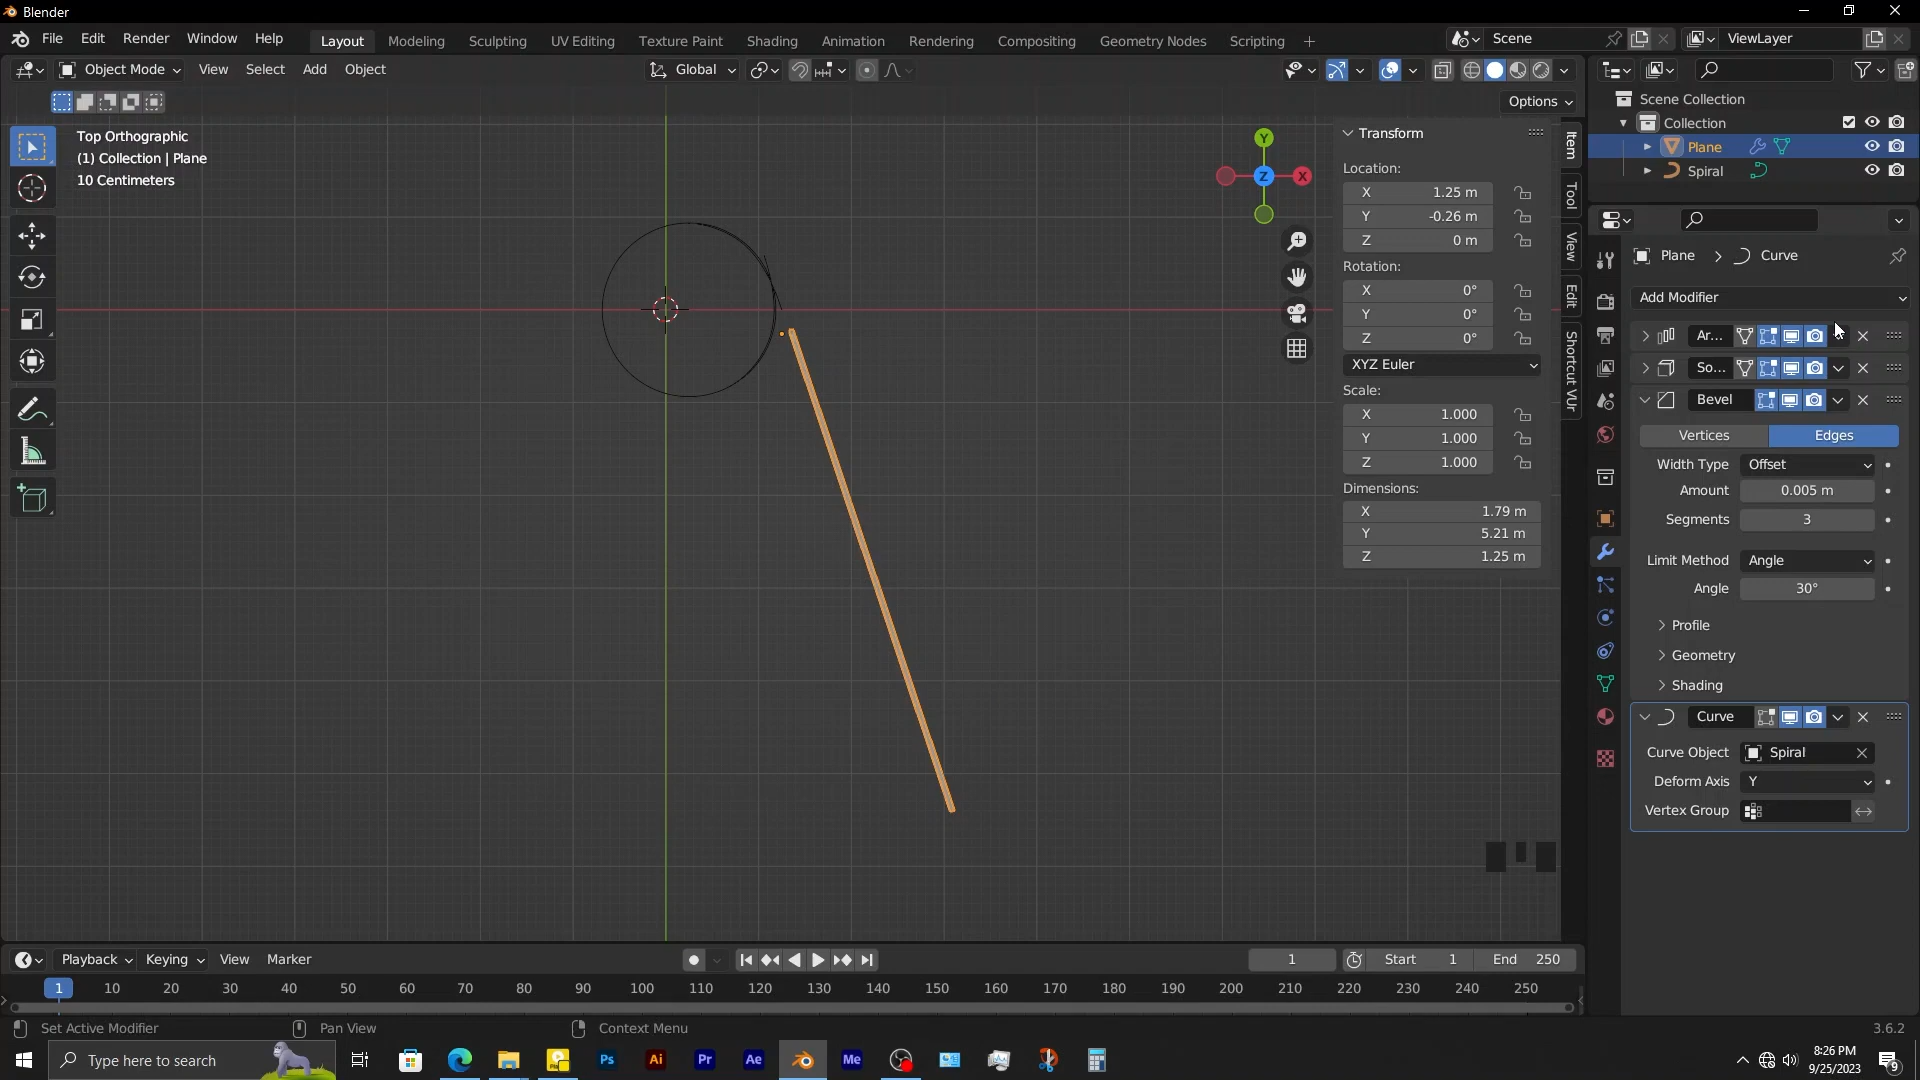 Blender
File Edit Render Window Help
Layout Modeling Sculpting UV Editing Texture Paint Shading Animation Rendering Compositing Geometry Nodes Scripting +
Scene
ViewLayer
Object Mode View Select Add Object
Global
Options
Top Orthographic
(1) Collection | Plane
10 Centimeters
Y
X
Z
Transform
Location:
X 1.25 m
Y -0.26 m
Z 0 m
Rotation:
X 0°
Y 0°
Z 0°
XYZ Euler
Scale:
X 1.000
Y 1.000
Z 1.000
Dimensions:
X 1.79 m
Y 5.21 m
Z 1.25 m
Item
Tool
View
Edit
Shortcut VUr
Scene Collection
Collection
Plane
Spiral
Plane > Curve
Add Modifier
Ar...
So...
Bevel
Vertices Edges
Width Type Offset
Amount 0.005 m
Segments 3
Limit Method Angle
Angle 30°
Profile
Geometry
Shading
Curve
Curve Object Spiral
Deform Axis Y
Vertex Group
Playback Keying View Marker
1
Start 1
End 250
1 10 20 30 40 50 60 70 80 90 100 110 120 130 140 150 160 170 180 190 200 210 220 230 240 250
Set Active Modifier Pan View Context Menu
3.6.2
Type here to search
Ps Ai Pr Ae Me
8:26 PM
9/25/2023
9